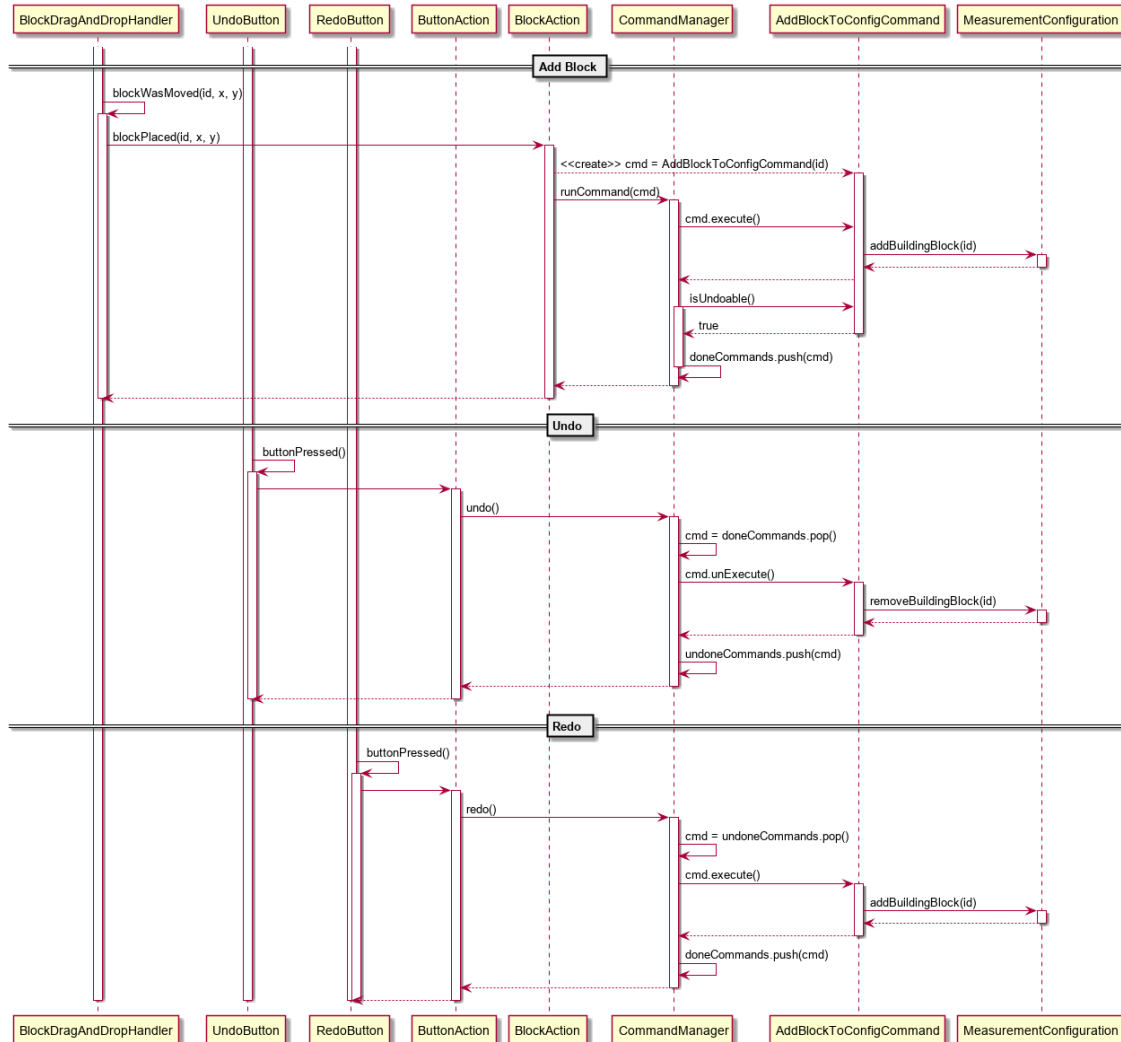 BlockDragAndDropHandler UndoButton RedoButton ButtonAction BlockAction CommandManager AddBlockToConfigCommand MeasurementConfiguration
Add Block
blockWasMoved(id, x, y)
blockPlaced(id, x, y)
<<create>> cmd = AddBlockToConfigCommand(id)
runCommand(cmd)
cmd.execute()
addBuildingBlock(id)
isUndoable()
true
doneCommands.push(cmd)
Undo
buttonPressed()
undo()
cmd = doneCommands.pop()
cmd.unExecute()
removeBuildingBlock(id)
undoneCommands.push(cmd)
Redo
buttonPressed()
redo()
cmd = undoneCommands.pop()
cmd.execute()
addBuildingBlock(id)
doneCommands.push(cmd)
BlockDragAndDropHandler UndoButton RedoButton ButtonAction BlockAction CommandManager AddBlockToConfigCommand MeasurementConfiguration